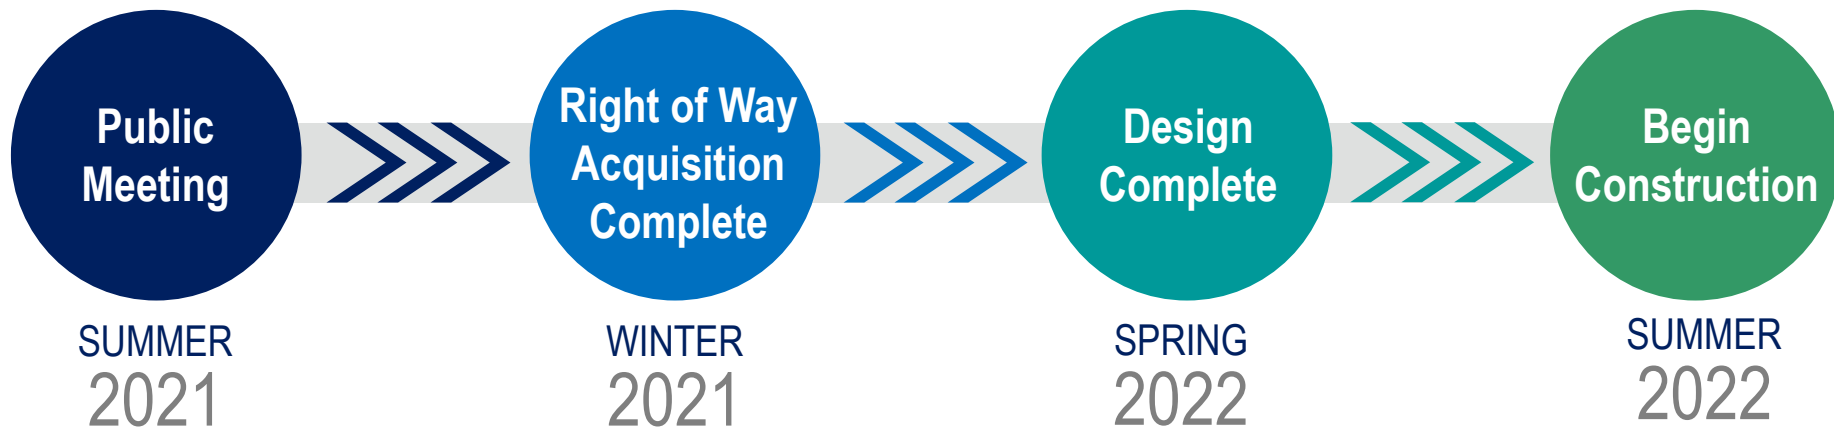 Public
Meeting
SUMMER
2021
Right of Way
Acquisition
Complete
WINTER
2021
Design
Complete
SPRING
2022
Begin
Construction
SUMMER
2022